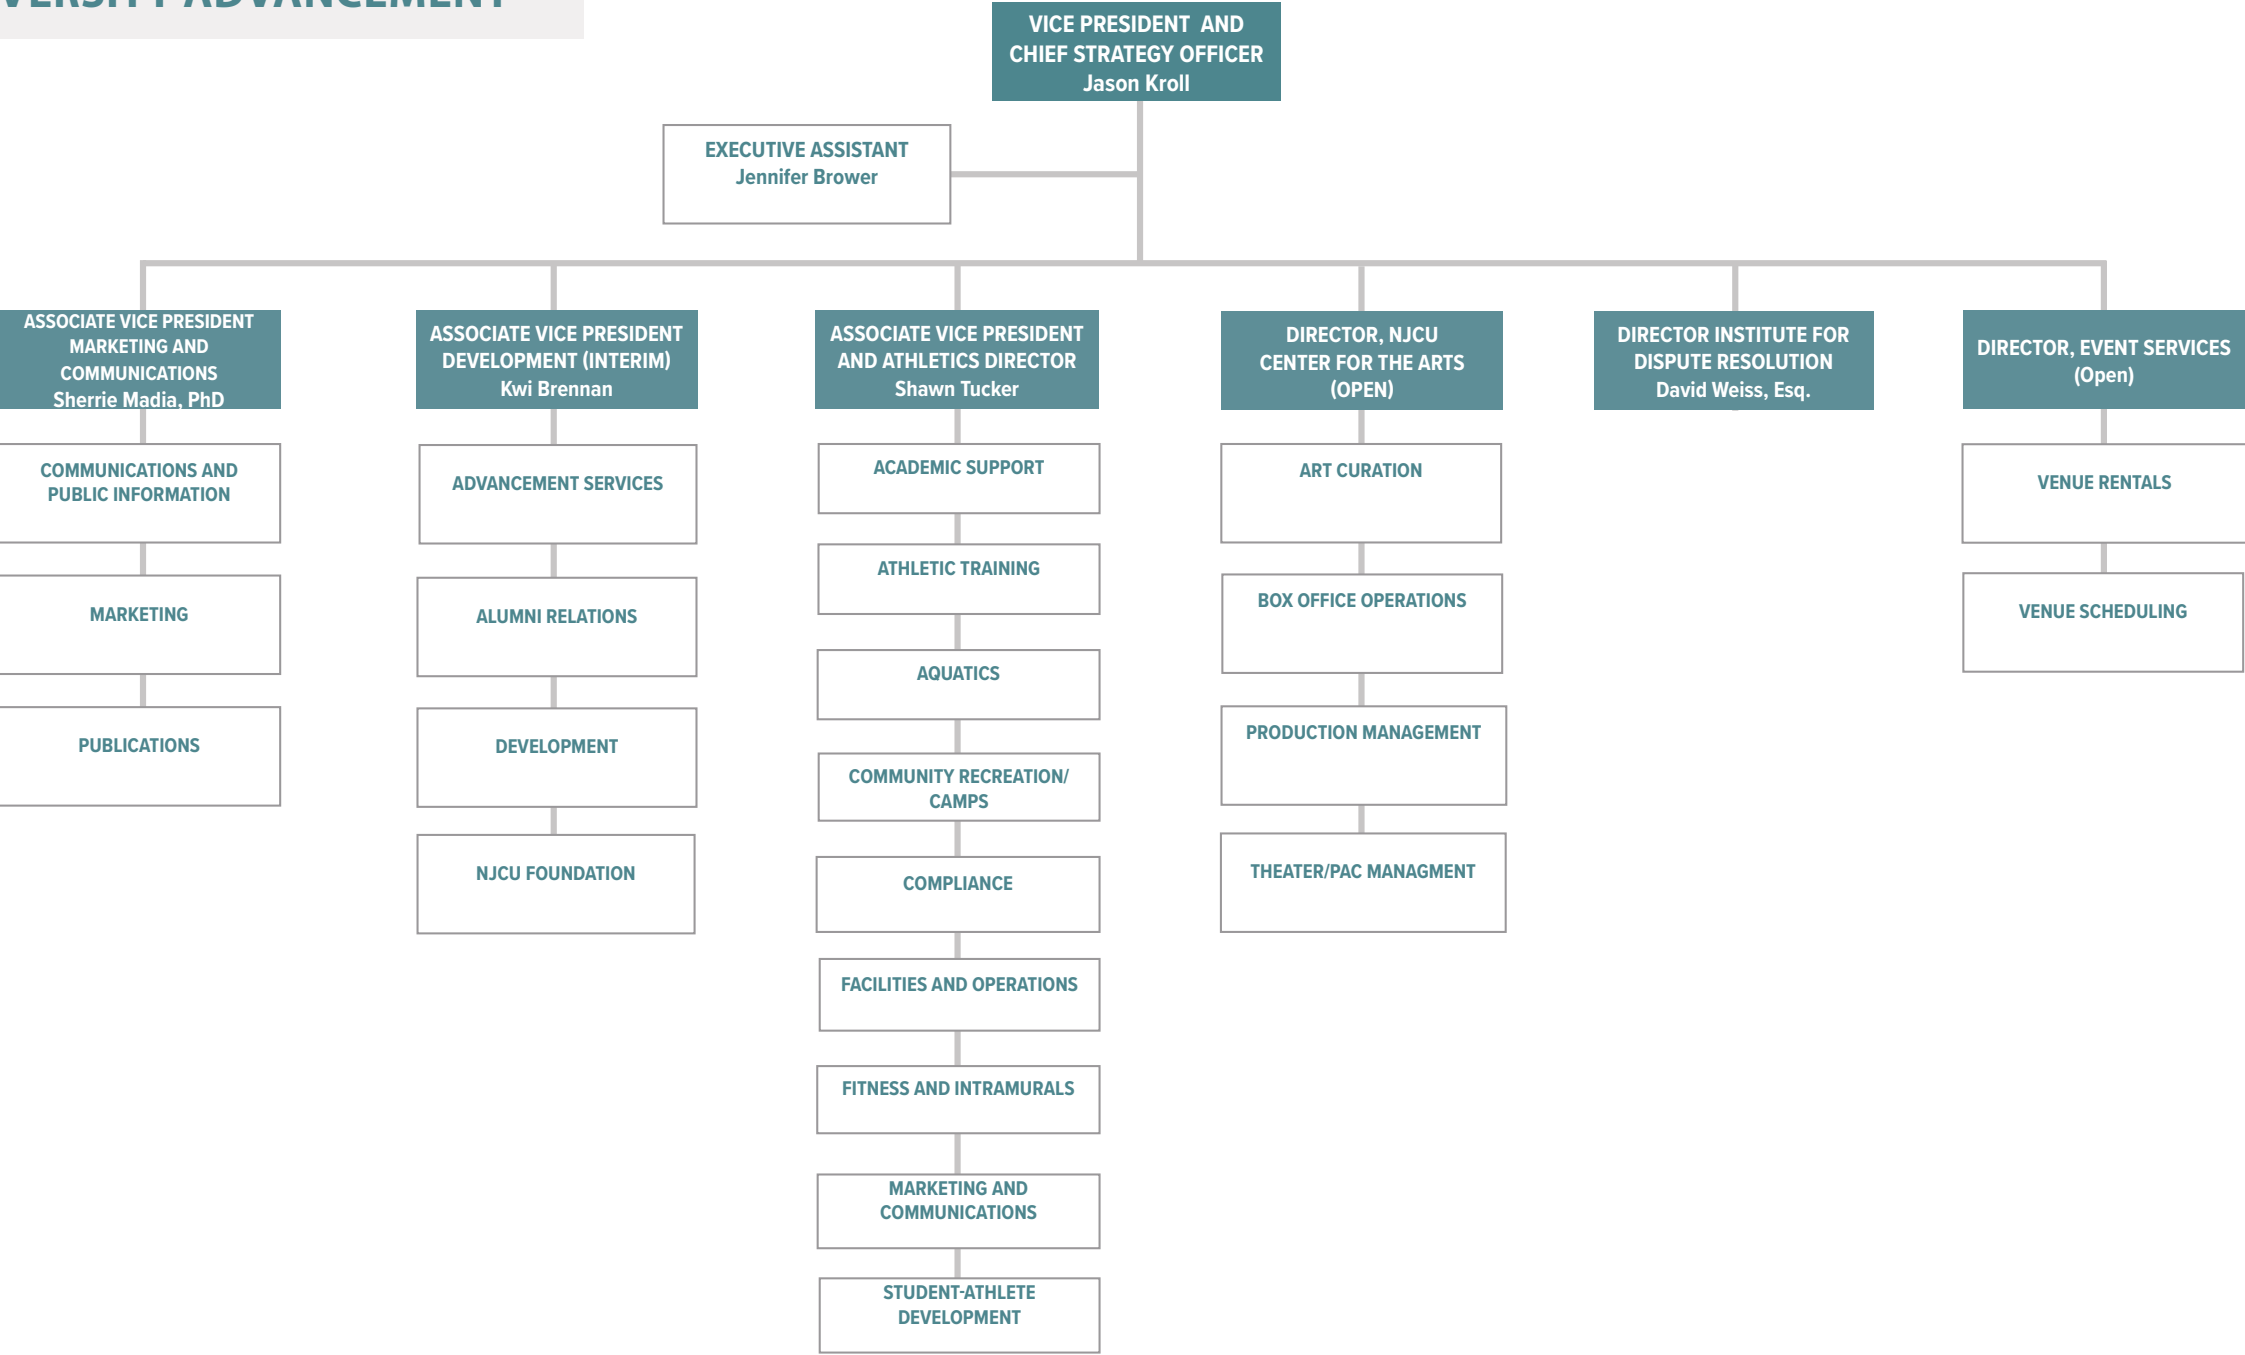 ADVANCEMENT
VICE PRESIDENT AND
CHIEF STRATEGY OFFICER
Jason Kroll
EXECUTIVE ASSISTANT
Jennifer Brower
ASSOCIATE VICE PRESIDENT
MARKETING AND
COMMUNICATIONS
Sherrie Madia, PhD
COMMUNICATIONS AND
PUBLIC INFORMATION
MARKETING
PUBLICATIONS
ASSOCIATE VICE PRESIDENT
DEVELOPMENT (INTERIM)
Kwi Brennan
ADVANCEMENT SERVICES
ALUMNI RELATIONS
DEVELOPMENT
NJCU FOUNDATION
ASSOCIATE VICE PRESIDENT
AND ATHLETICS DIRECTOR
Shawn Tucker
ACADEMIC SUPPORT
ATHLETIC TRAINING
AQUATICS
COMMUNITY RECREATION/
CAMPS
COMPLIANCE
FACILITIES AND OPERATIONS
FITNESS AND INTRAMURALS
MARKETING AND
COMMUNICATIONS
STUDENT-ATHLETE
DEVELOPMENT
DIRECTOR, NJCU
CENTER FOR THE ARTS
(OPEN)
ART CURATION
BOX OFFICE OPERATIONS
PRODUCTION MANAGEMENT
THEATER/PAC MANAGMENT
DIRECTOR INSTITUTE FOR
DISPUTE RESOLUTION
David Weiss, Esq.
DIRECTOR, EVENT SERVICES
(Open)
VENUE RENTALS
VENUE SCHEDULING